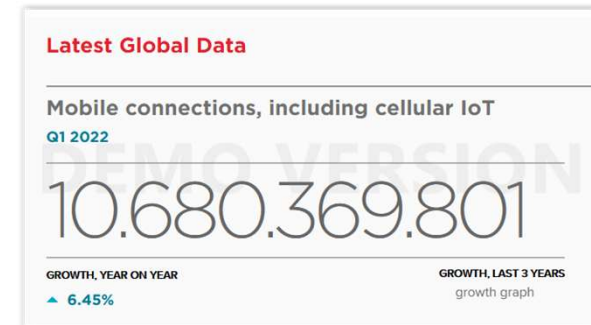 Latest Global Data
Mobile connections, including cellular IoT
Q1 2022
DEMO VERSION
10.680.369.801
GROWTH, YEAR ON YEAR
6.45%
GROWTH, LAST 3 YEARS
growth graph